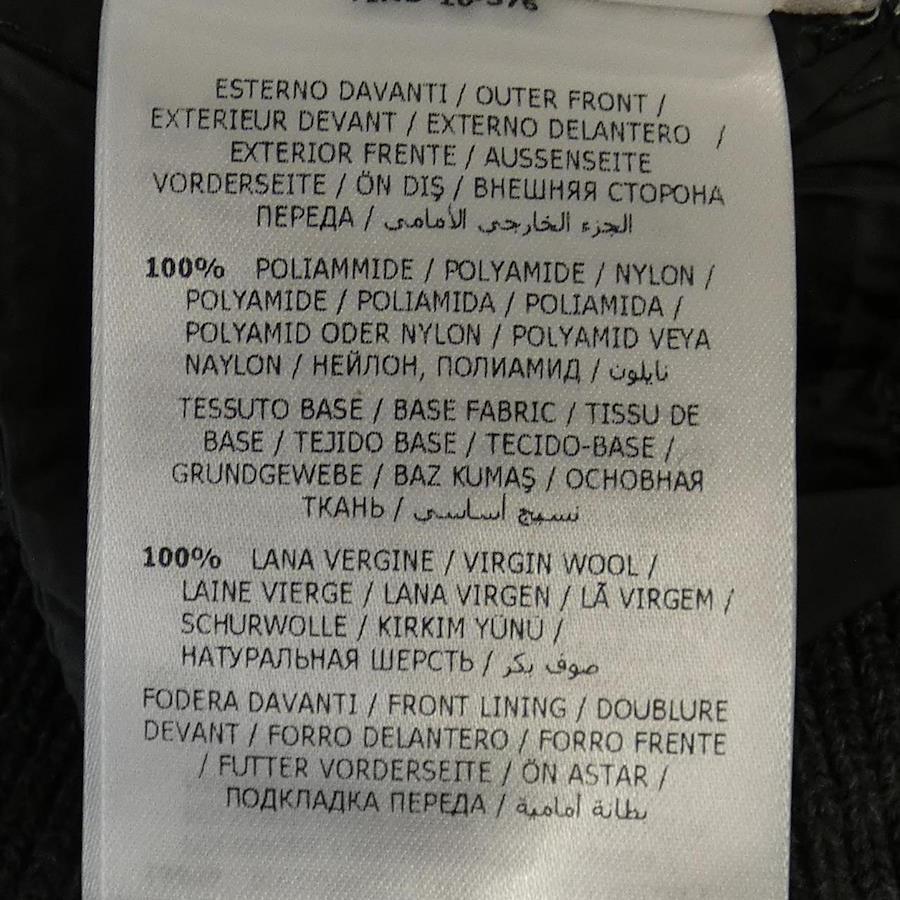 ESTERNO DAVANTI / OUTER FRONT /
EXTERIEUR DEVANT / EXTERNO DELANTERO /
EXTERIOR FRENTE / AUSSENSEITE
VORDERSEITE / ÖN DIŞ / ВНЕШНЯЯ СТОРОНА
ПЕРЕДА / الجزء الخارجي الأمامي
100% POLIAMMIDE / POLYAMIDE / NYLON /
POLYAMIDE / POLIAMIDA / POLIAMIDA /
POLYAMID ODER NYLON / POLYAMID VEYA
NAYLON / НЕЙЛОН, ПОЛИАМИД / نايلون
TESSUTO BASE / BASE FABRIC / TISSU DE
BASE / TEJIDO BASE / TECIDO-BASE /
GRUNDGEWEBE / BAZ KUMAŞ / ОСНОВНАЯ
ТКАНЬ / نسيج أساسي
100% LANA VERGINE / VIRGIN WOOL /
LAINE VIERGE / LANA VIRGEN / LÃ VIRGEM /
SCHURWOLLE / KIRKIM YÜNÜ /
НАТУРАЛЬНАЯ ШЕРСТЬ / صوف بكر
FODERA DAVANTI / FRONT LINING / DOUBLURE
DEVANT / FORRO DELANTERO / FORRO FRENTE
/ FUTTER VORDERSEITE / ÖN ASTAR /
ПОДКЛАДКА ПЕРЕДА / بطانة أمامية